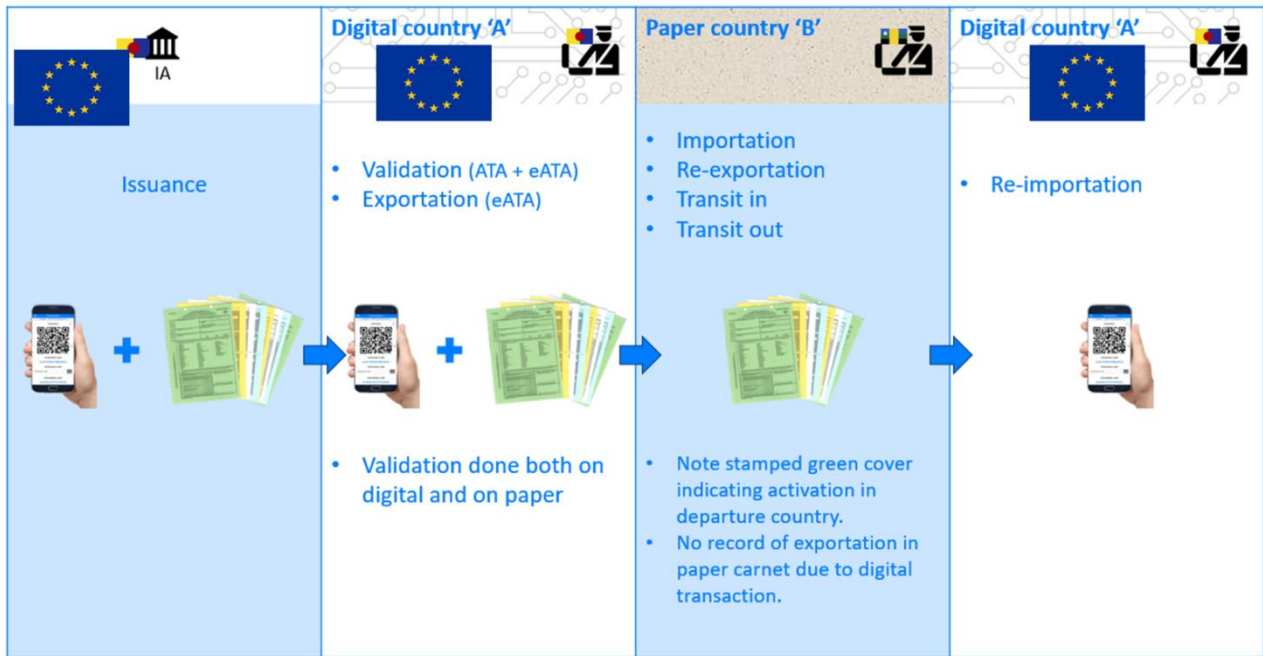 IA
Issuance
Digital country ‘A’
• Validation (ATA + eATA)
• Exportation (eATA)
• Validation done both on
digital and on paper
Paper country ‘B’
• Importation
• Re-exportation
• Transit in
• Transit out
• Note stamped green cover
indicating activation in
departure country.
• No record of exportation in
paper carnet due to digital
transaction.
Digital country ‘A’
• Re-importation